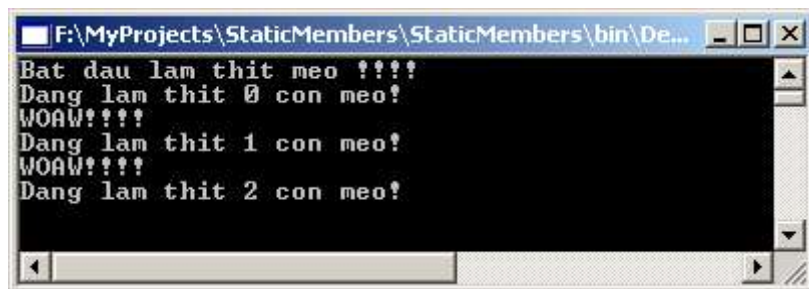 F:\MyProjects\StaticMembers\StaticMembers\bin\De...
Bat dau lam thit meo !!!!
Dang lam thit 0 con meo!
WOAW!!!!
Dang lam thit 1 con meo!
WOAW!!!!
Dang lam thit 2 con meo!